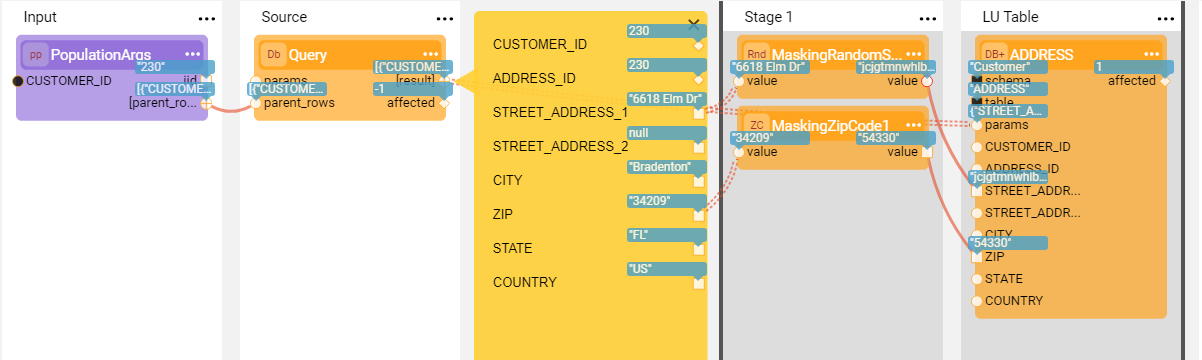 Input
...
pp PopulationArgs ...
"230"
CUSTOMER_ID iid
[{"CUSTOME...
[parent_ro...
Source
...
Db Query ...
[{"CUSTOME...
params [result]
[{"CUSTOME... -1
parent_rows affected
230
CUSTOMER_ID
230
ADDRESS_ID
"6618 Elm Dr"
STREET_ADDRESS_1
null
STREET_ADDRESS_2
"Bradenton"
CITY
"34209"
ZIP
"FL"
STATE
"US"
COUNTRY
Stage 1
...
Rnd MaskingRandomS... ...
"6618 Elm Dr" "jcjgtmnwhlb...
value value
ZC MaskingZipCode1 ...
"34209" "54330"
value value
LU Table
...
DB+ ADDRESS ...
"Customer" 1
schema affected
"ADDRESS"
table
{"STREET_A...
params
CUSTOMER_ID
ADDRESS_ID
"jcjgtmnwhlb...
STREET_ADDR...
STREET_ADDR...
CITY
"54330"
ZIP
STATE
COUNTRY